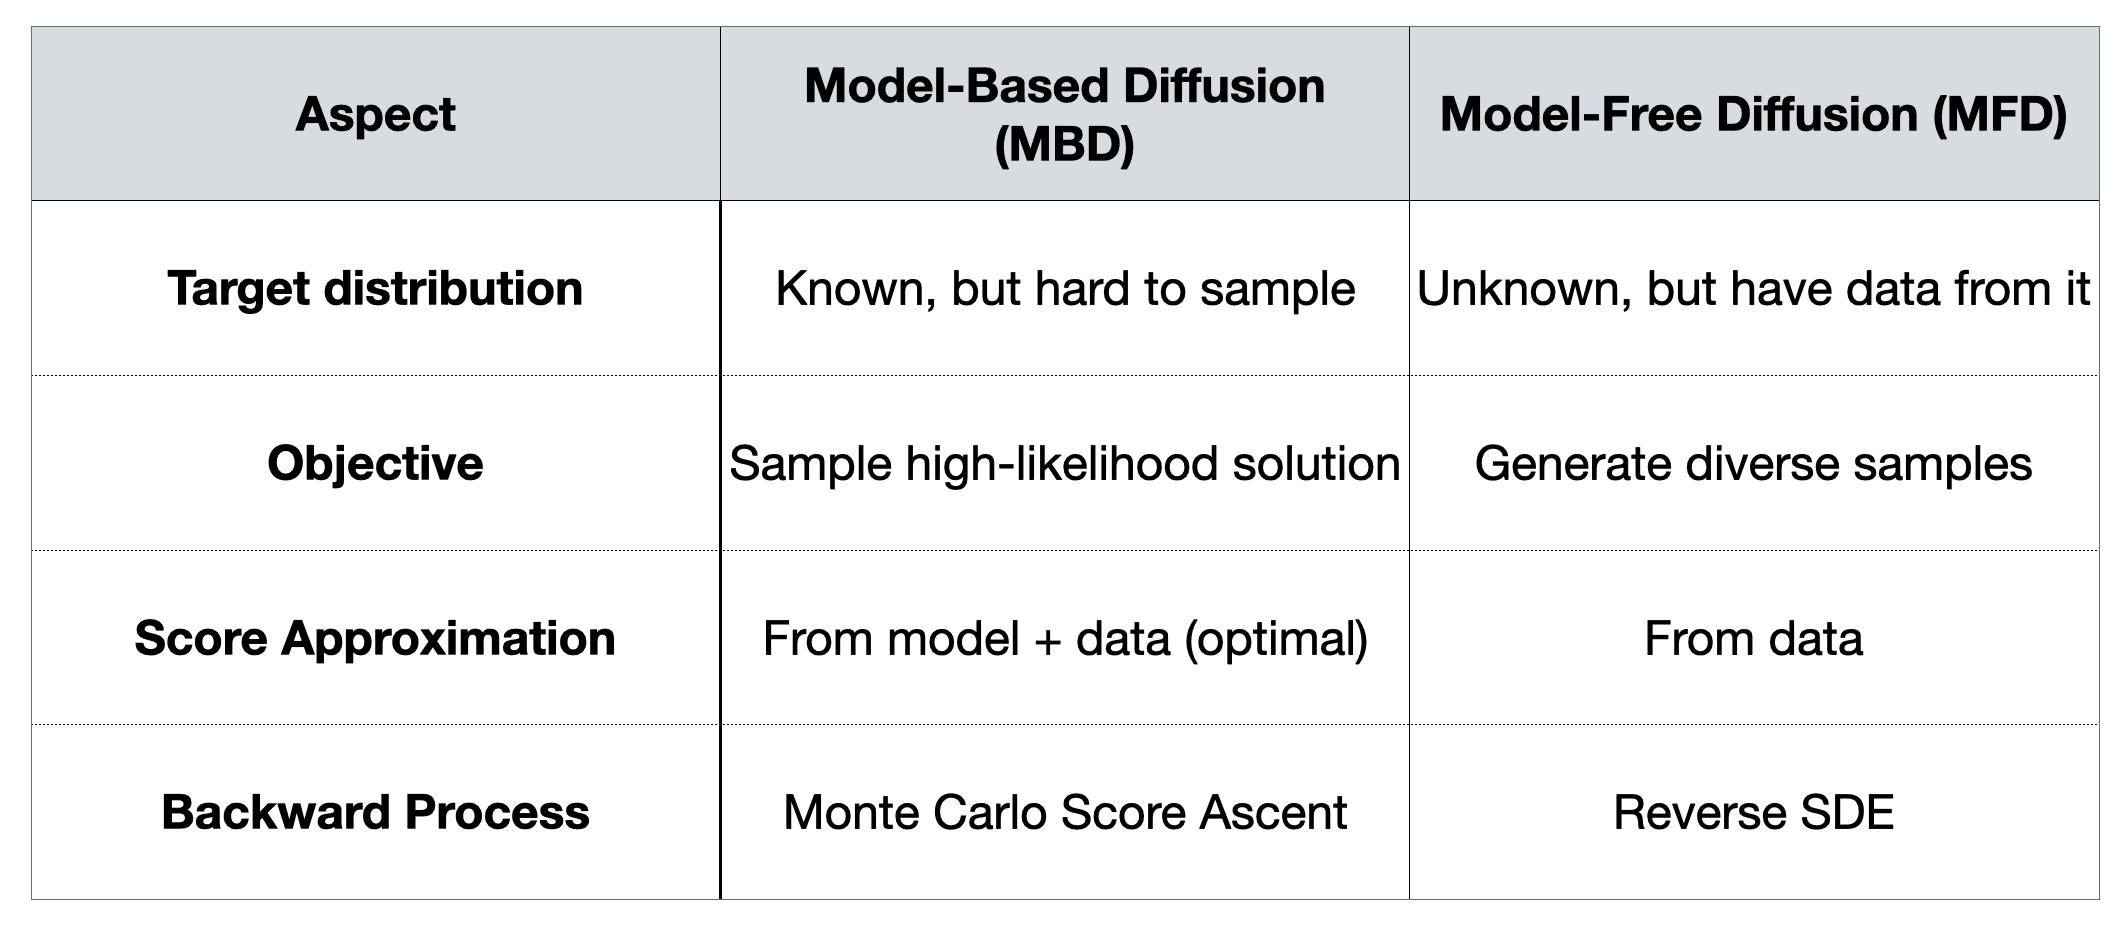 Aspect
Model-Based Diffusion
(MBD)
Model-Free Diffusion (MFD)
Target distribution
Known, but hard to sample
Unknown, but have data from it
Objective
Sample high-likelihood solution
Generate diverse samples
Score Approximation
From model + data (optimal)
From data
Backward Process
Monte Carlo Score Ascent
Reverse SDE